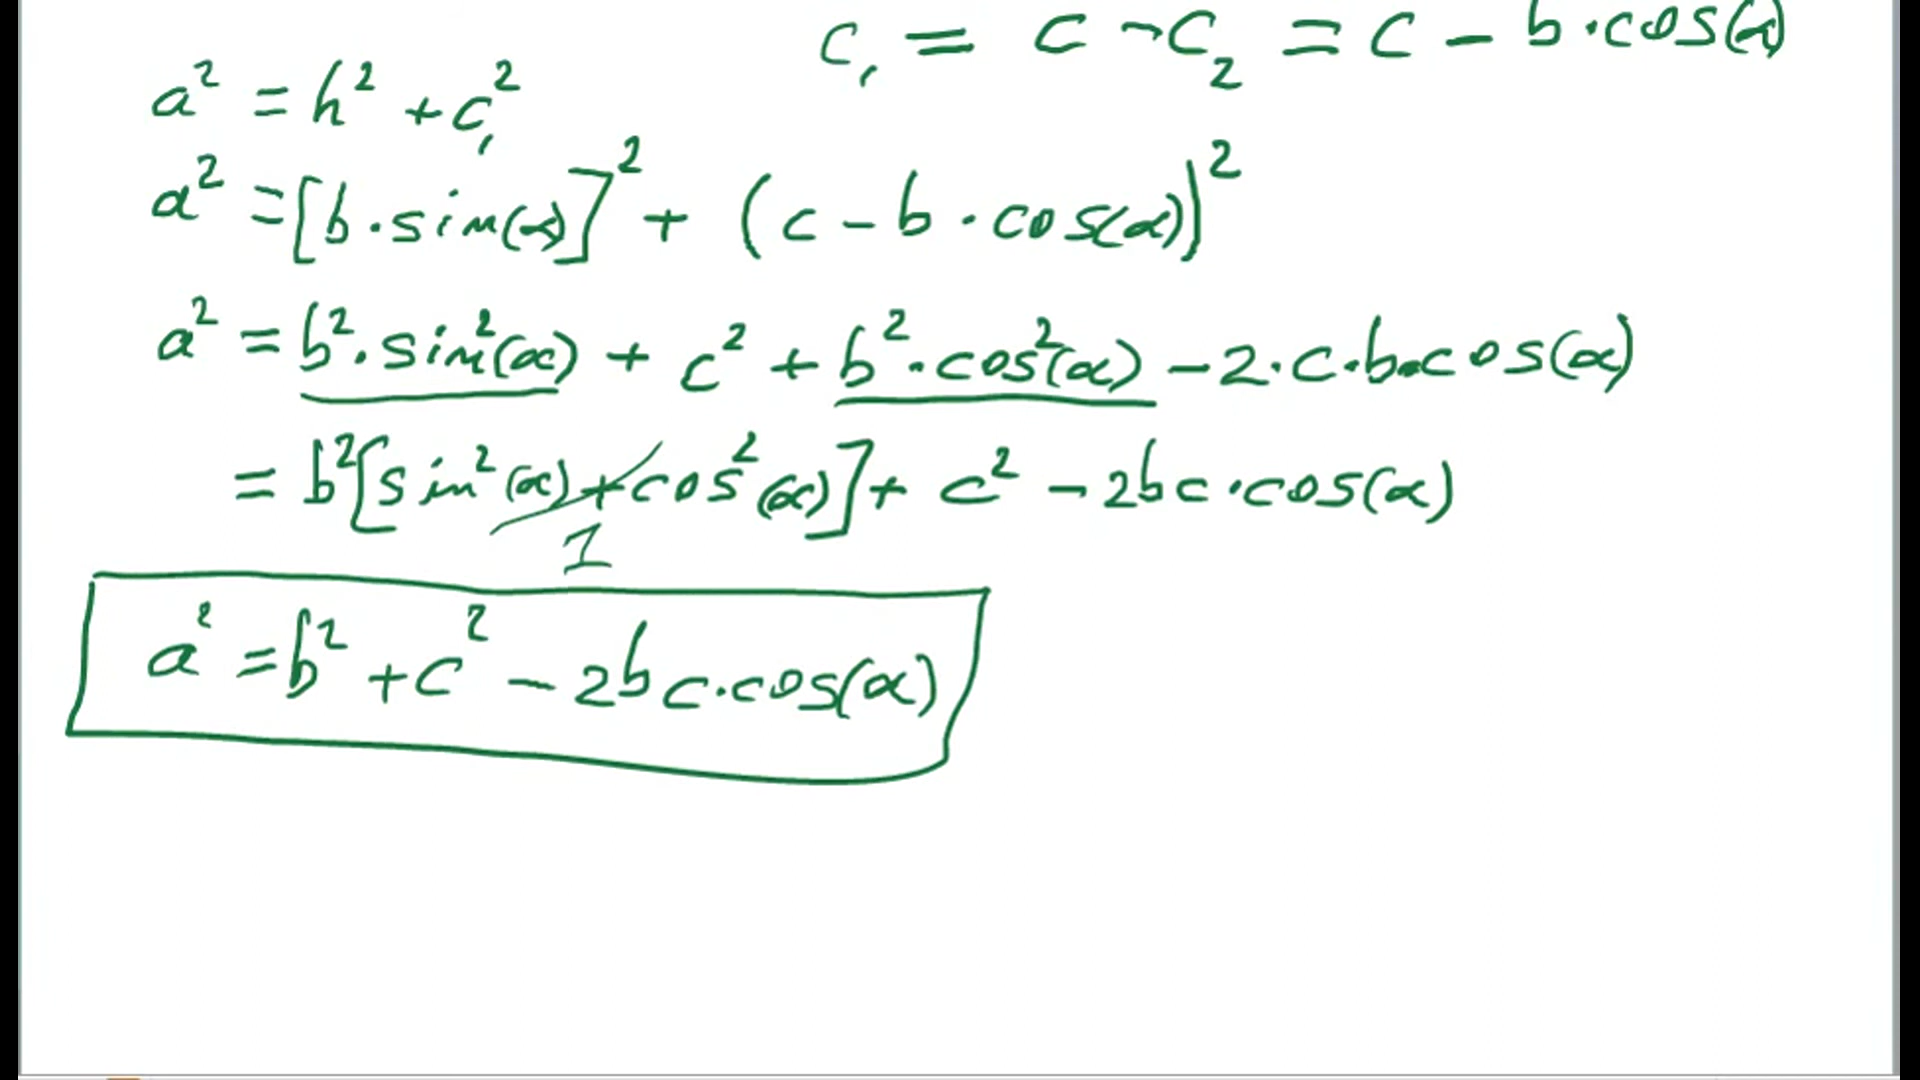 c₁ = c - c₂ = c - b · cos(α)
a² = h² + c₁²
a² = [b · sin(α)]² + (c - b · cos(α))²
a² = b² · sin²(α) + c² + b² · cos²(α) - 2 · c · b · cos(α)
= b² [sin²(α) + cos²(α)] + c² - 2bc · cos(α)
1
a² = b² + c² - 2bc · cos(α)